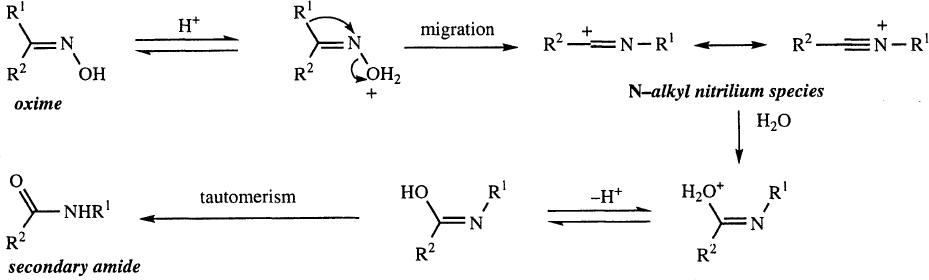 R¹ N OH R²
oxime
H⁺
R¹ N R² OH₂ +
migration
R² + N R¹
R² N⁺ R¹
N–alkyl nitrilium species
H₂O
H₂O⁺ R¹ N R²
–H⁺
HO R¹ N R²
tautomerism
O NHR¹ R²
secondary amide